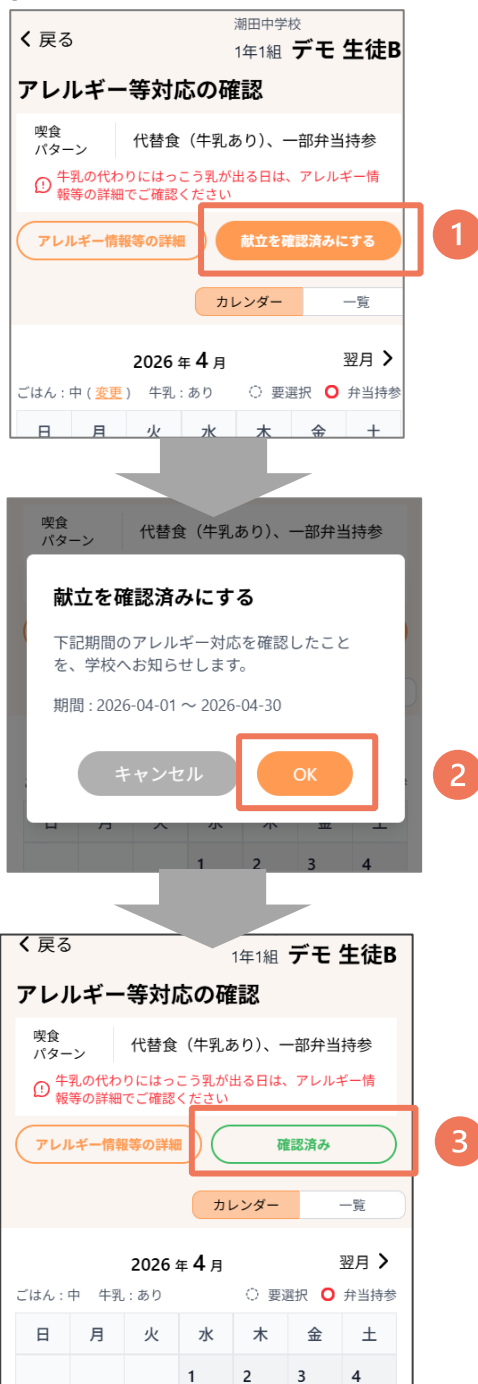 潮田中学校
戻る
1年1組 デモ 生徒B
アレルギー等対応の確認
喫食
パターン
代替食（牛乳あり）、一部弁当持参
牛乳の代わりにはっこう乳が出る日は、アレルギー情
報等の詳細でご確認ください
アレルギー情報等の詳細
献立を確認済みにする
1
カレンダー
一覧
2026 年 4 月
翌月
ごはん : 中 ( 変更 ) 牛乳 : あり 要選択 弁当持参
日 月 火 水 木 金 土
喫食
パターン
代替食（牛乳あり）、一部弁当持参
献立を確認済みにする
下記期間のアレルギー対応を確認したこと
を、学校へお知らせします。
期間 : 2026-04-01 ～ 2026-04-30
キャンセル
OK
2
日 月 火 水 木 金 土
1 2 3 4
戻る
1年1組 デモ 生徒B
アレルギー等対応の確認
喫食
パターン
代替食（牛乳あり）、一部弁当持参
牛乳の代わりにはっこう乳が出る日は、アレルギー情
報等の詳細でご確認ください
アレルギー情報等の詳細
確認済み
3
カレンダー
一覧
2026 年 4 月
翌月
ごはん : 中 牛乳 : あり 要選択 弁当持参
日 月 火 水 木 金 土
1 2 3 4